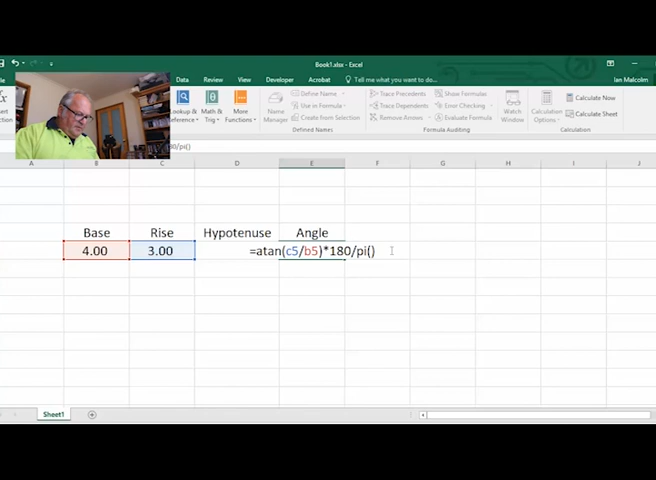 Book1.xlsx - Excel
Data Review View Developer Acrobat Tell me what you want to do... Ian Malcolm
Lookup & Reference Math & Trig More Functions
Name Manager
Define Name
Use in Formula
Create from Selection
Defined Names
Trace Precedents Show Formulas
Trace Dependents Error Checking
Remove Arrows Evaluate Formula
Formula Auditing
Watch Window
Calculation Options
Calculate Now
Calculate Sheet
Calculation
/pi()
A B C D E F G H I J
Base Rise Hypotenuse Angle
4.00 3.00 =atan(c5/b5)*180/pi()
Sheet1